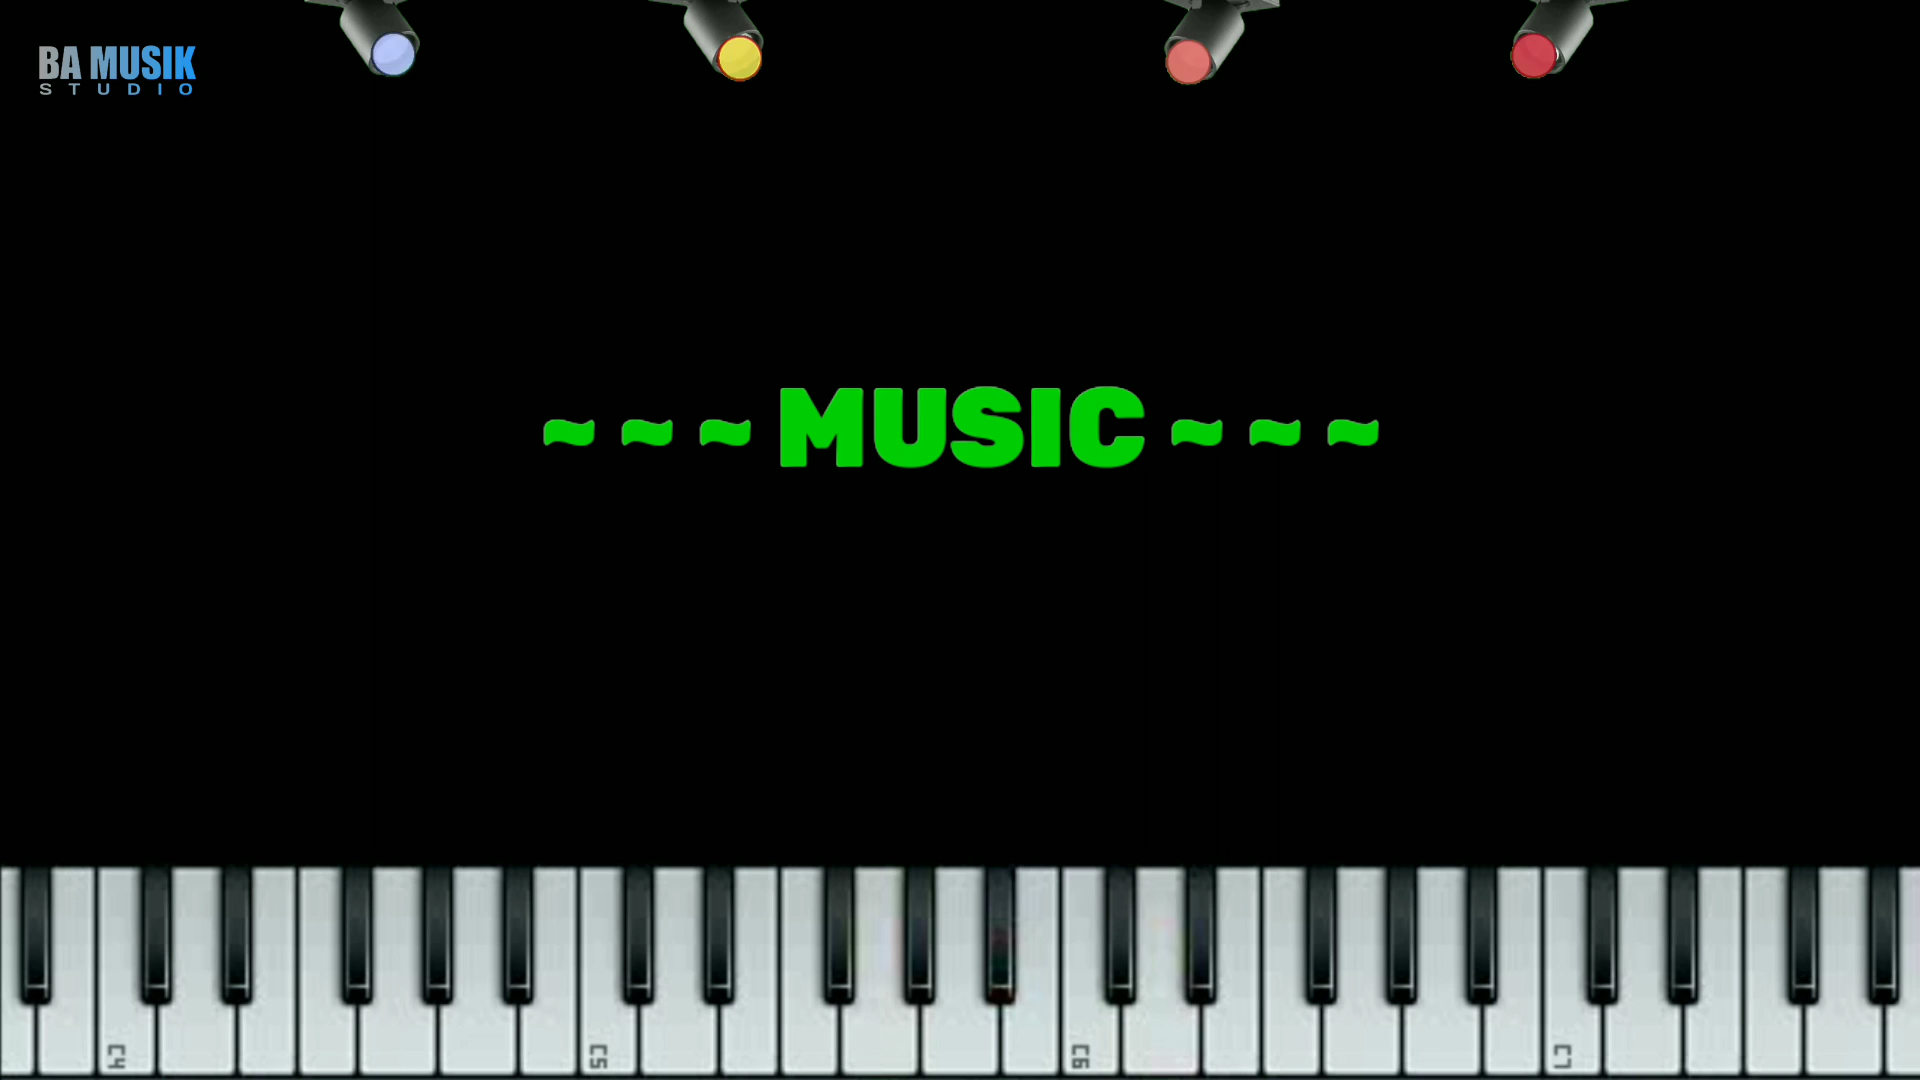 BA MUSIK
STUDIO
~ ~ ~ MUSIC ~ ~ ~
C4
C5
C6
C7